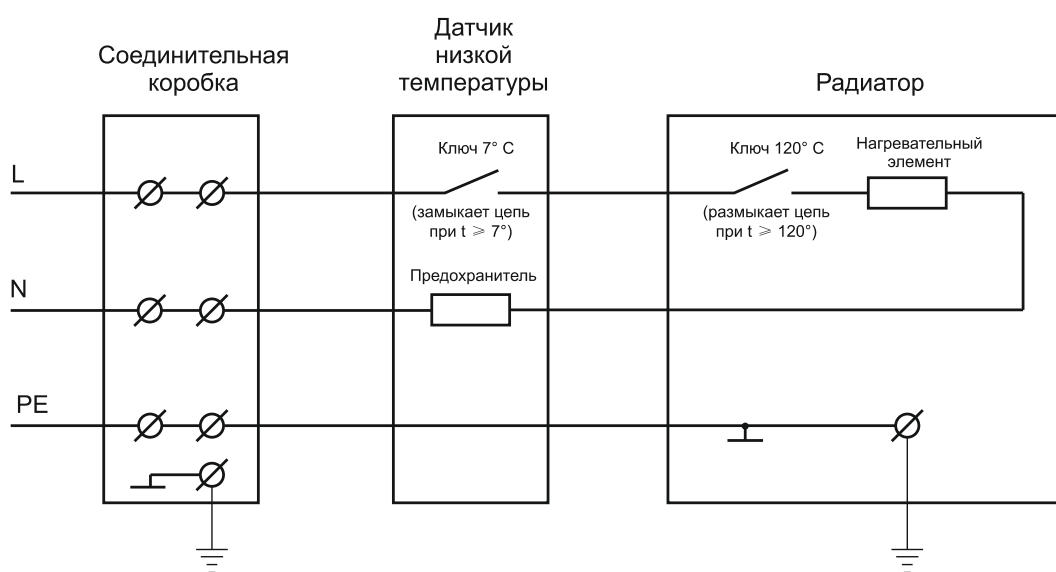 Соединительная
коробка
Датчик
низкой
температуры
Радиатор
L
Ключ 7° C
(замыкает цепь
при t ⩾ 7°)
Ключ 120° C
(размыкает цепь
при t ⩾ 120°)
Нагревательный
элемент
N
Предохранитель
PE